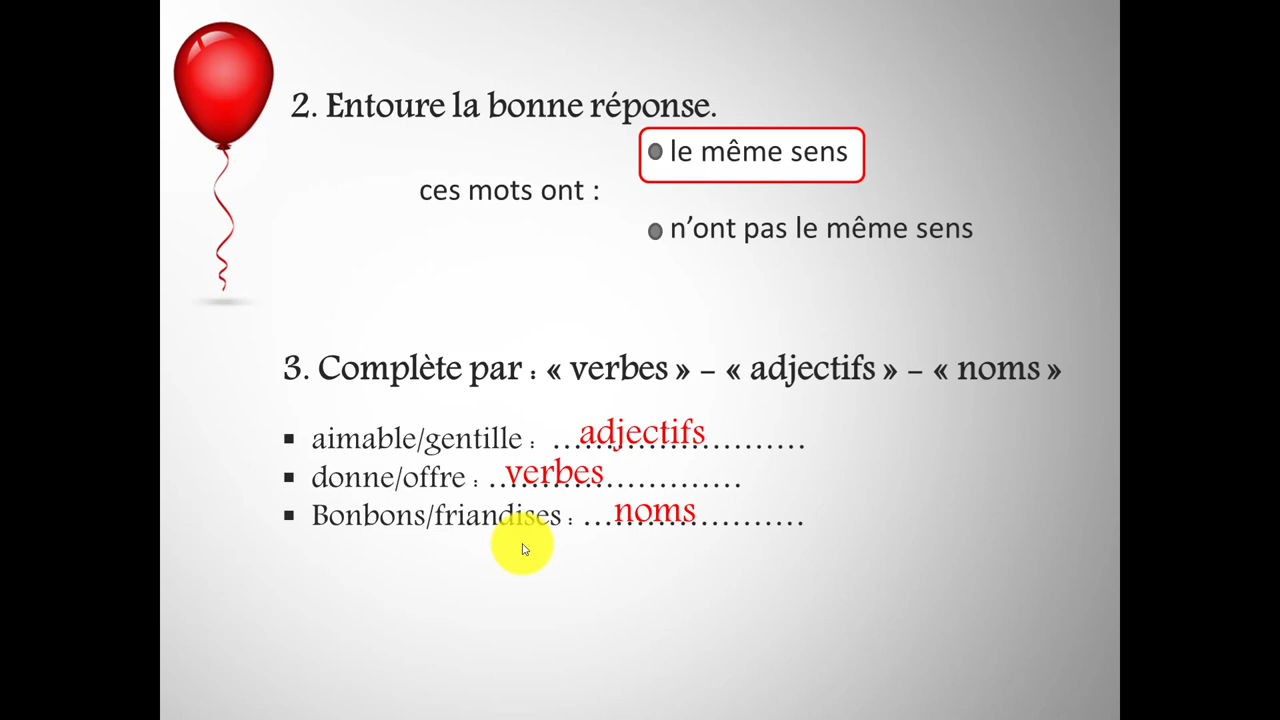 2. Entoure la bonne réponse.
le même sens
ces mots ont :
n’ont pas le même sens
3. Complète par : « verbes » – « adjectifs » – « noms »
aimable/gentille : ...adjectifs......................
donne/offre : ..verbes......................
Bonbons/friandises : ...noms....................